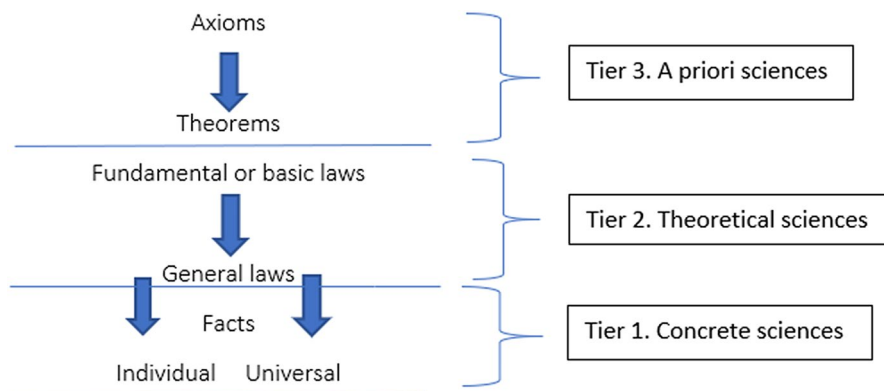 Axioms
Tier 3. A priori sciences
Theorems
Fundamental or basic laws
Tier 2. Theoretical sciences
General laws
Facts
Tier 1. Concrete sciences
Individual Universal